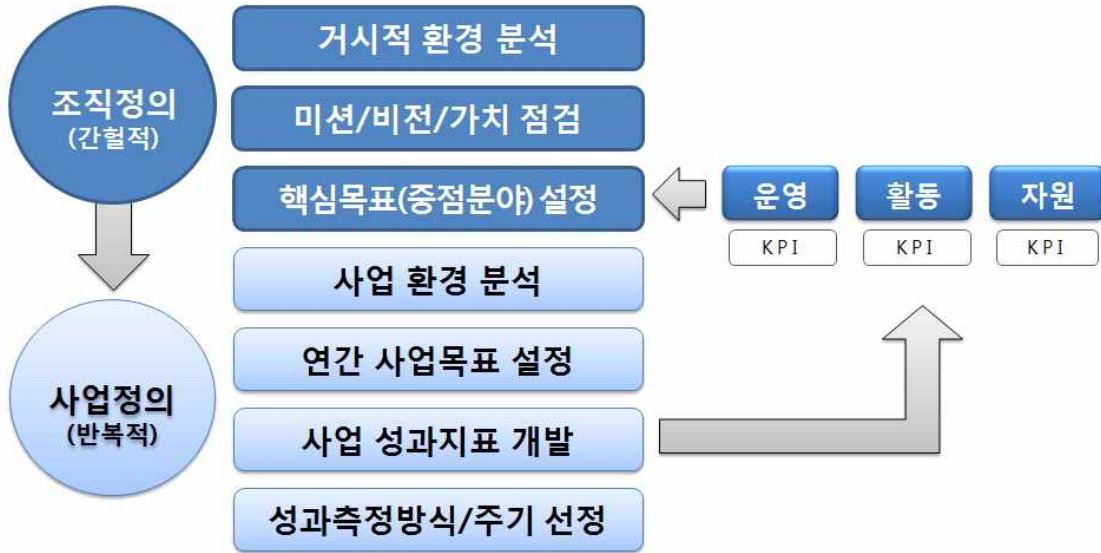 조직정의
(간헐적)
거시적 환경 분석
미션/비전/가치 점검
핵심목표(중점분야) 설정
운영
활동
자원
KPI
KPI
KPI
사업정의
(반복적)
사업 환경 분석
연간 사업목표 설정
사업 성과지표 개발
성과측정방식/주기 선정